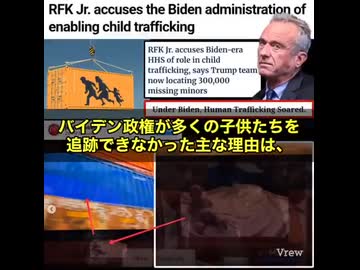 RFK Jr. accuses the Biden administration of
enabling child trafficking
RFK Jr. accuses Biden-era
HHS of role in child
trafficking, says Trump team
now locating 300,000
missing minors
Under Biden, Human Trafficking Soared.
バイデン政権が多くの子供たちを
追跡できなかった主な理由は、
Vrew